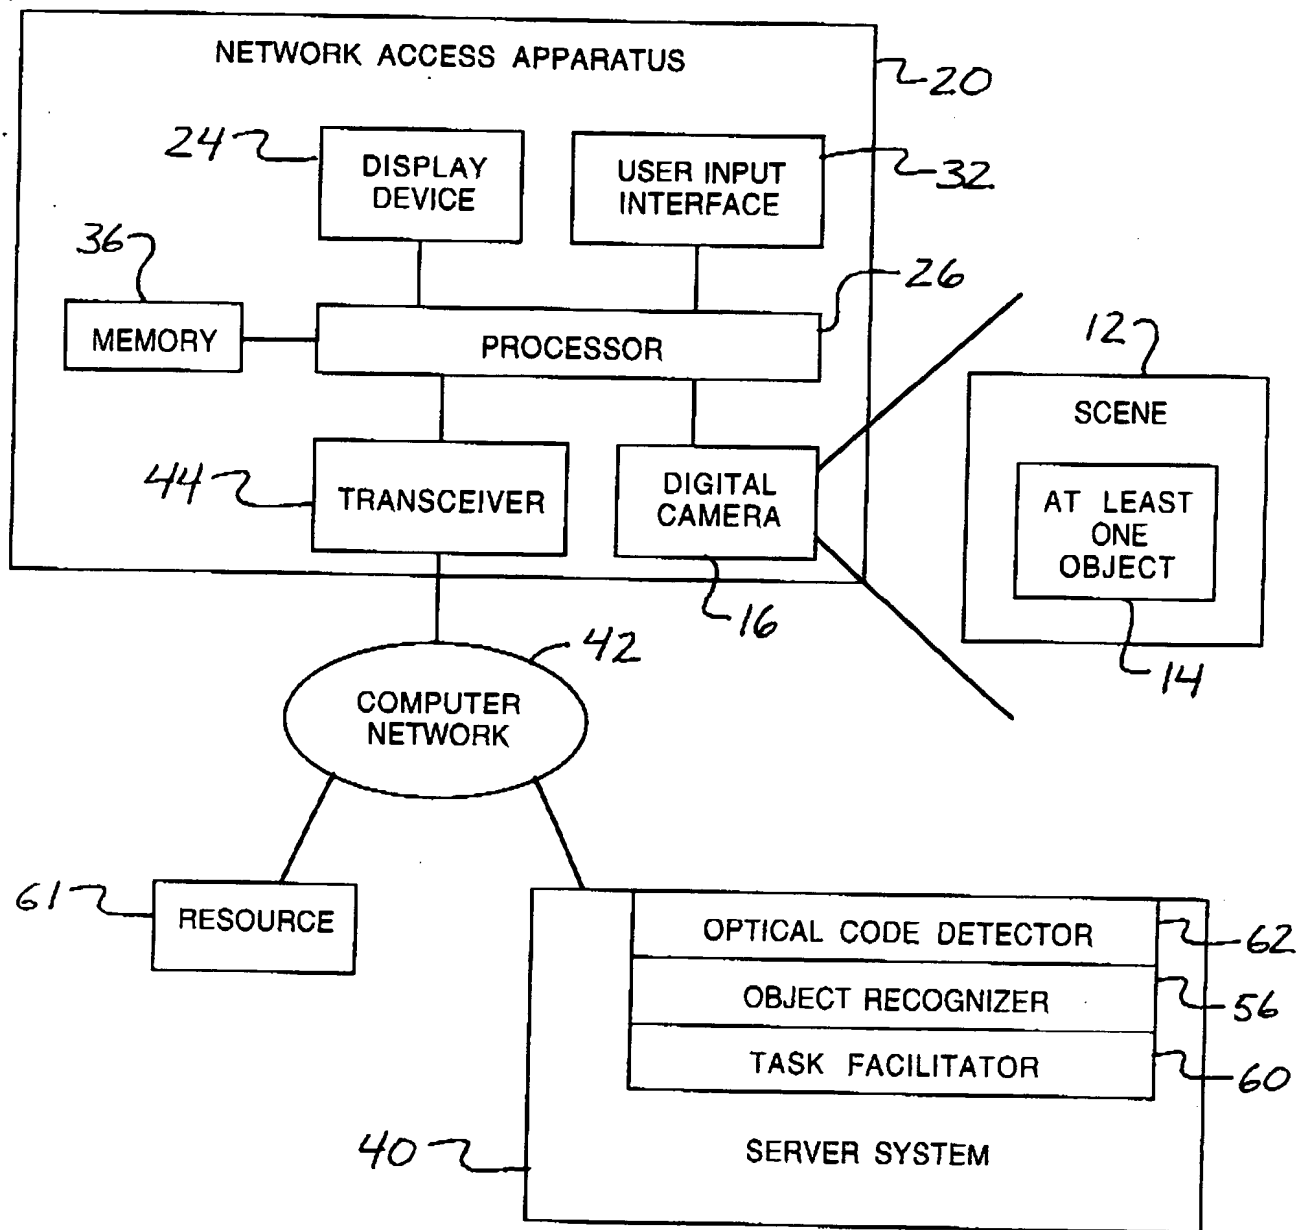 NETWORK ACCESS APPARATUS
20
24
DISPLAY
DEVICE
USER INPUT
INTERFACE
32
36
MEMORY
PROCESSOR
26
12
SCENE
AT LEAST
ONE
OBJECT
14
44
TRANSCEIVER
DIGITAL
CAMERA
16
42
COMPUTER
NETWORK
61
RESOURCE
OPTICAL CODE DETECTOR
62
OBJECT RECOGNIZER
56
TASK FACILITATOR
60
40
SERVER SYSTEM